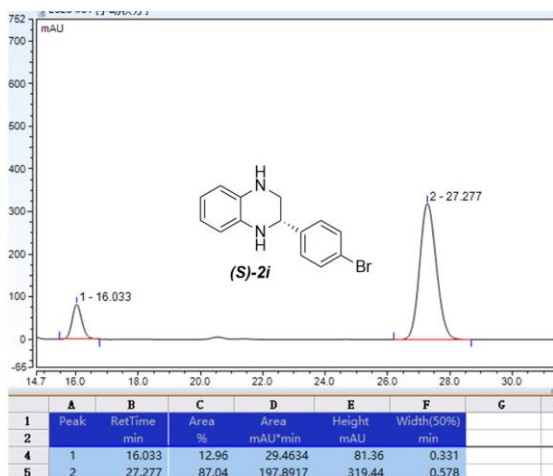 752
700
600
500
400
300
200
100
0
-65
mAU
1 - 16.033
2 - 27.277
H
N
N
H
Br
(S)-2i
14.7 16.0 18.0 20.0 22.0 24.0 26.0 28.0 30.0
A B C D E F G
1 Peak RetTime Area Area Height Width(50%)
2 min % mAU*min mAU min
4 1 16.033 12.96 29.4634 81.36 0.331
5 2 27.277 87.04 197.8917 319.44 0.578